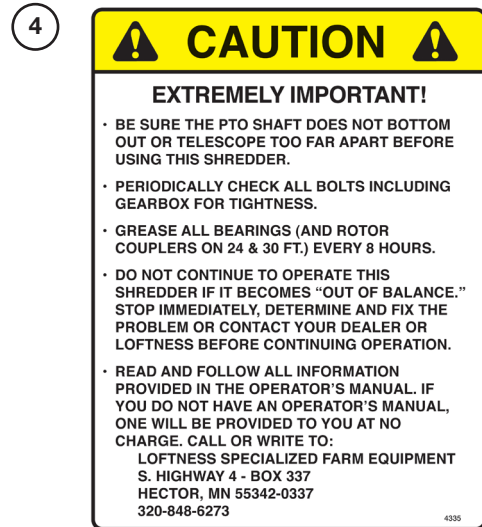 4
CAUTION
EXTREMELY IMPORTANT!
• BE SURE THE PTO SHAFT DOES NOT BOTTOM
OUT OR TELESCOPE TOO FAR APART BEFORE
USING THIS SHREDDER.
• PERIODICALLY CHECK ALL BOLTS INCLUDING
GEARBOX FOR TIGHTNESS.
• GREASE ALL BEARINGS (AND ROTOR
COUPLERS ON 24 & 30 FT.) EVERY 8 HOURS.
• DO NOT CONTINUE TO OPERATE THIS
SHREDDER IF IT BECOMES “OUT OF BALANCE.”
STOP IMMEDIATELY, DETERMINE AND FIX THE
PROBLEM OR CONTACT YOUR DEALER OR
LOFTNESS BEFORE CONTINUING OPERATION.
• READ AND FOLLOW ALL INFORMATION
PROVIDED IN THE OPERATOR’S MANUAL. IF
YOU DO NOT HAVE AN OPERATOR’S MANUAL,
ONE WILL BE PROVIDED TO YOU AT NO
CHARGE. CALL OR WRITE TO:
LOFTNESS SPECIALIZED FARM EQUIPMENT
S. HIGHWAY 4 - BOX 337
HECTOR, MN 55342-0337
320-848-6273
4335